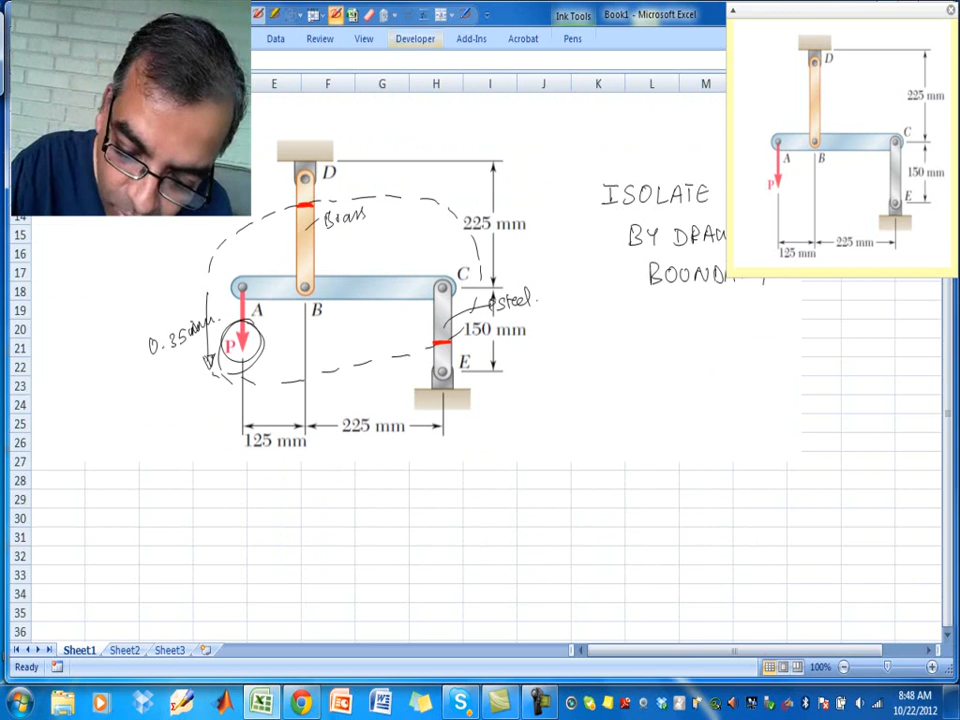 Ink Tools
Book1 - Microsoft Excel
Data Review View Developer Add-Ins Acrobat Pens
E F G H I J K L M
D
225 mm
A B
C
P
150 mm
E
125 mm
225 mm
D
Brass
225 mm
C
A B
steel.
0.35mm.
150 mm
P
E
225 mm
125 mm
ISOLATE
BY DRAW
BOUND
14
15
16
17
18
19
20
21
22
23
24
25
26
27
28
29
30
31
32
33
34
35
36
Sheet1 Sheet2 Sheet3
Ready
100%
8:48 AM
10/22/2012